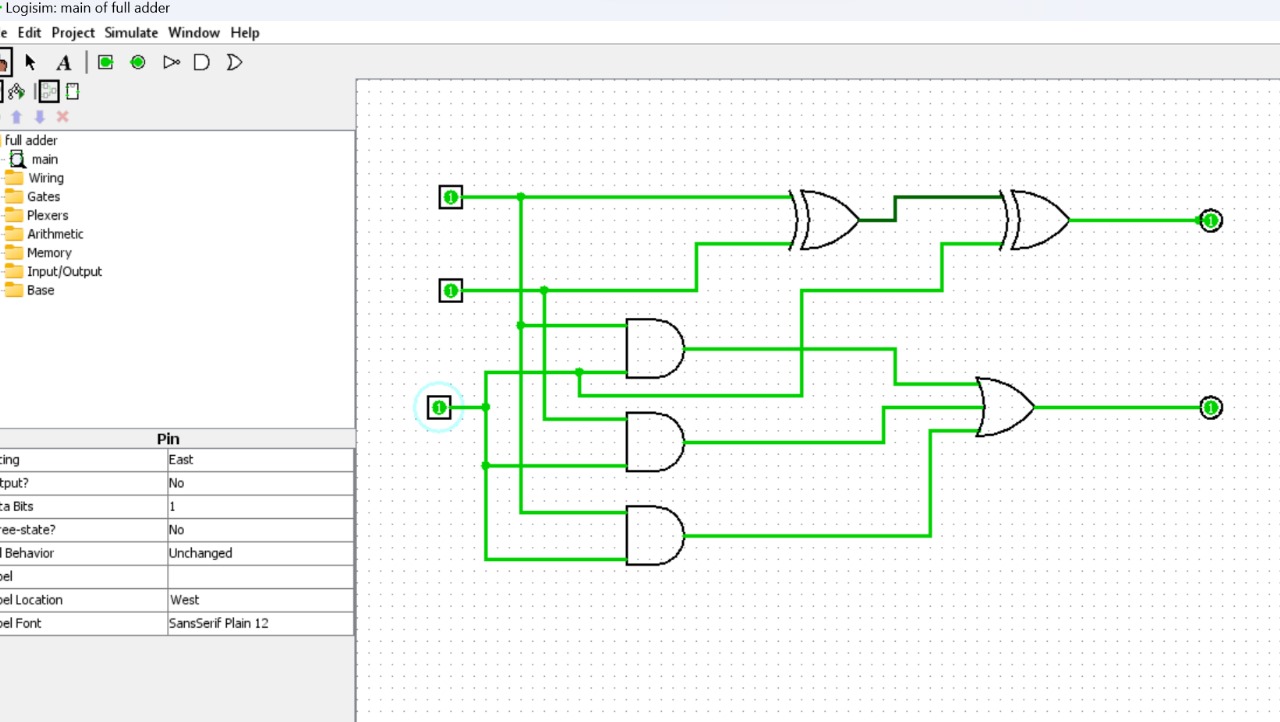 Logisim: main of full adder
e Edit Project Simulate Window Help
A
full adder
main
Wiring
Gates
Plexers
Arithmetic
Memory
Input/Output
Base
Pin
ting East
tput? No
ta Bits 1
ree-state? No
l Behavior Unchanged
bel
bel Location West
bel Font SansSerif Plain 12
1
1
1
1
1